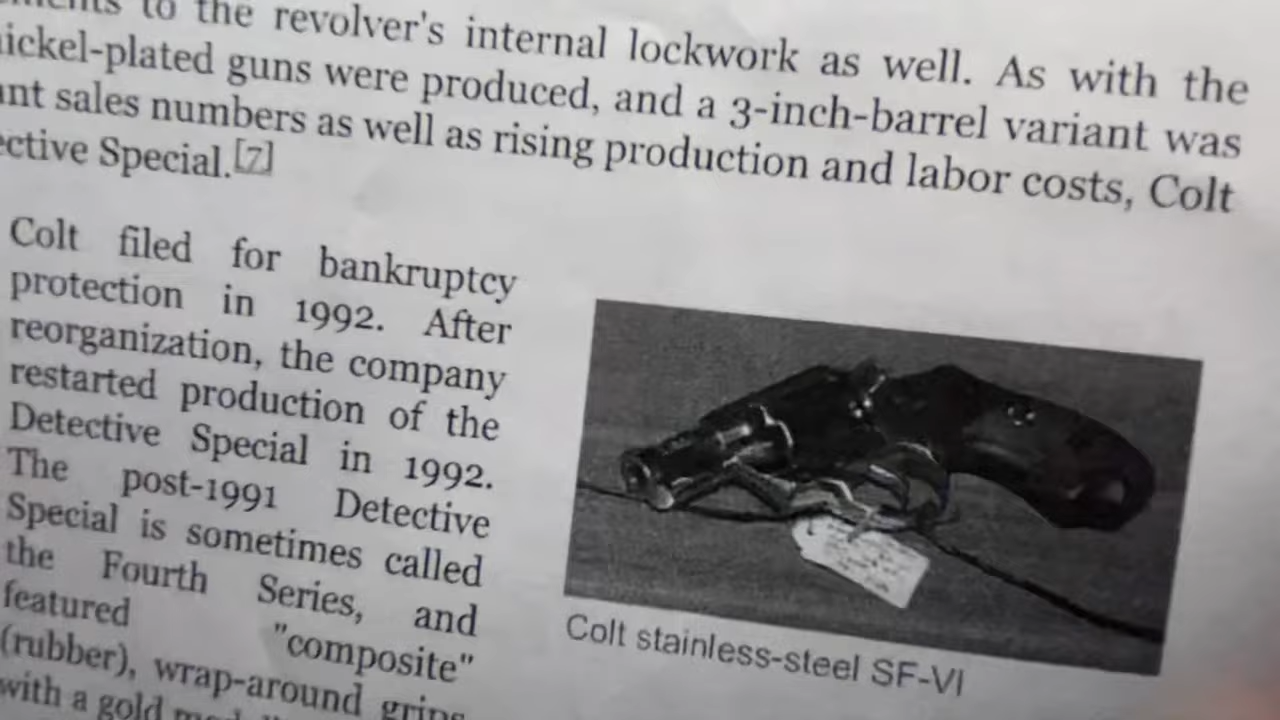 to the revolver's internal lockwork as well. As with the
nickel-plated guns were produced, and a 3-inch-barrel variant was
sales numbers as well as rising production and labor costs, Colt
ective Special.[7]
Colt filed for bankruptcy
protection in 1992. After
reorganization, the company
restarted production of the
Detective Special in 1992.
The post-1991 Detective
Special is sometimes called
the Fourth Series, and
featured "composite"
(rubber), wrap-around grips
with a gold
Colt stainless-steel SF-VI